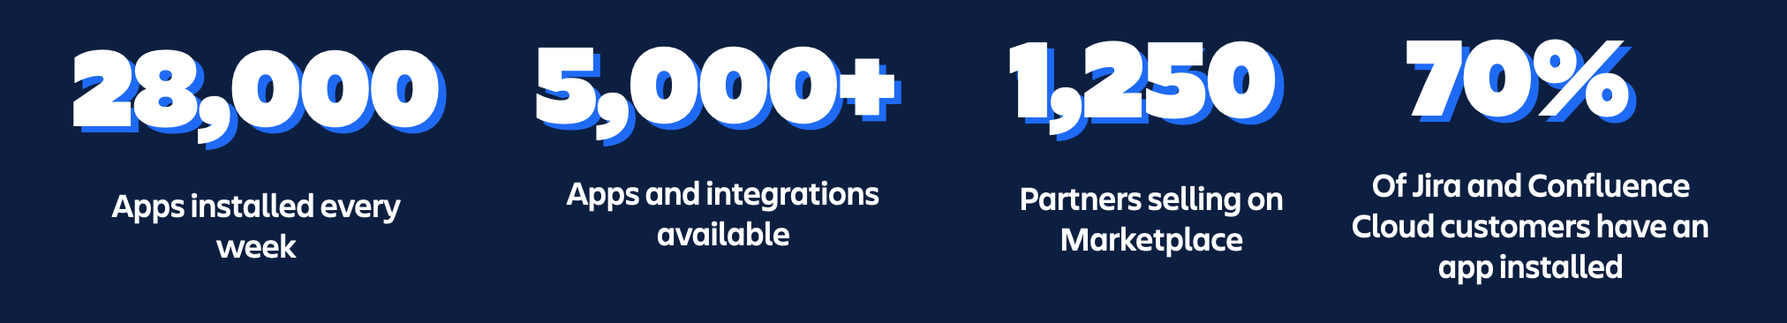 28,000
Apps installed every
week
5,000+
Apps and integrations
available
1,250
Partners selling on
Marketplace
70%
Of Jira and Confluence
Cloud customers have an
app installed